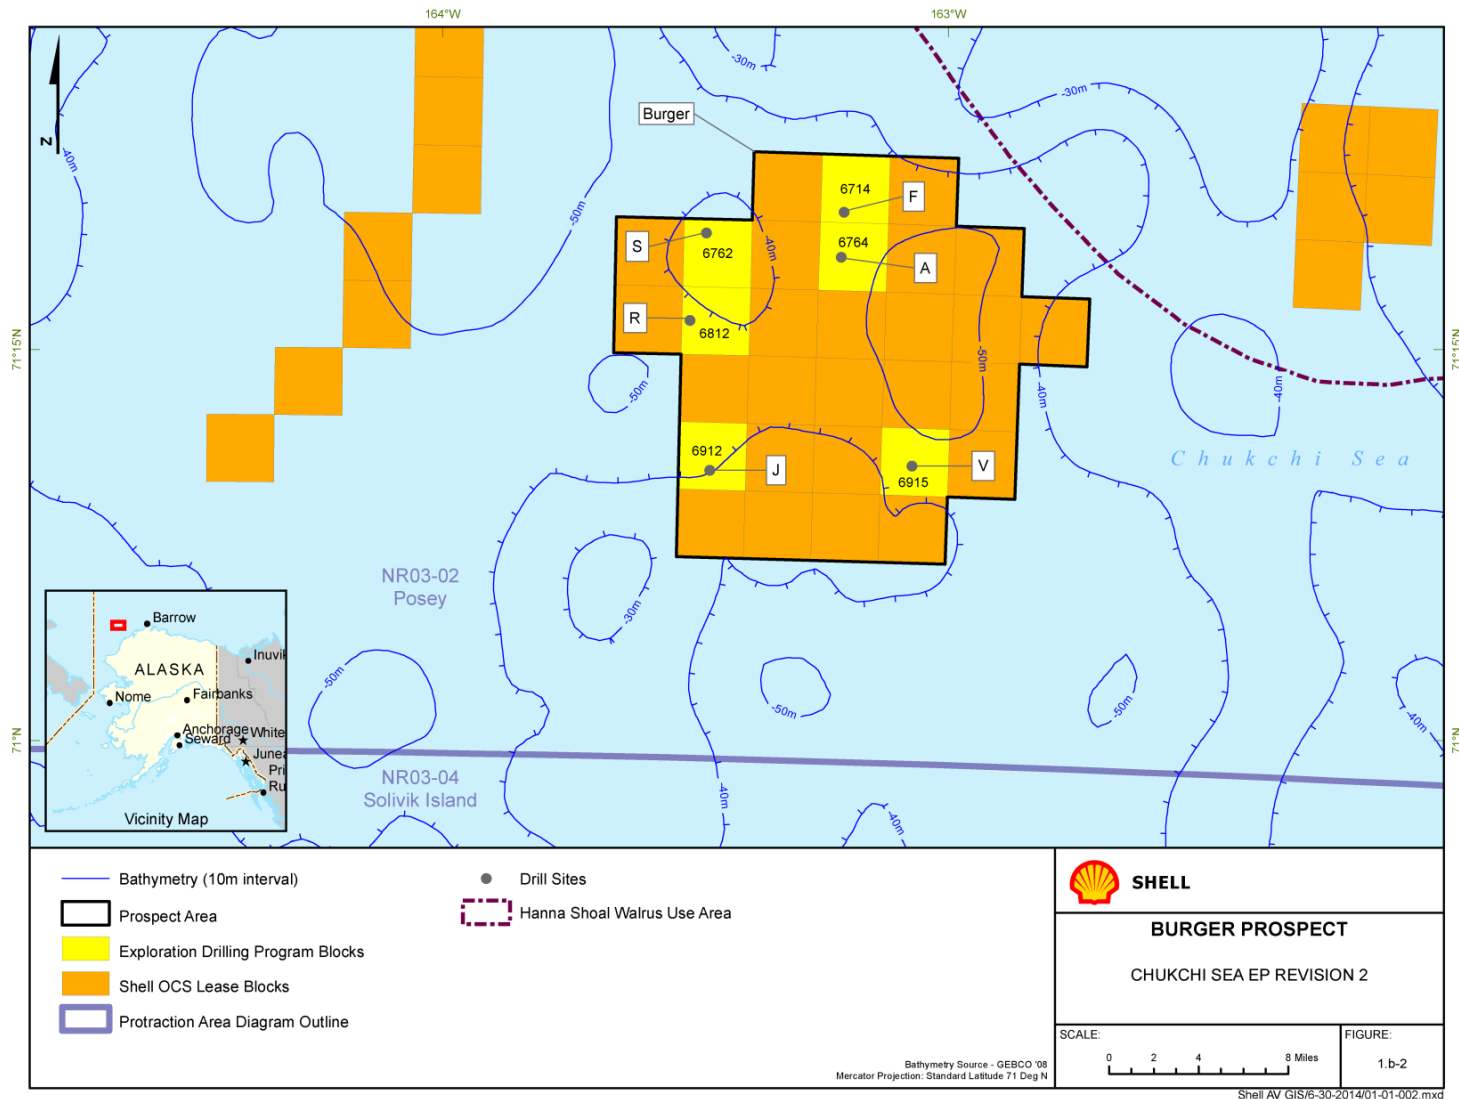 164°W
163°W
-30m
-30m
Burger
N
-40m
-50m
6714
F
S
6762
-40m
6764
A
R
6812
71°15'N
71°15'N
-50m
-50m
-40m
-40m
Chukchi Sea
6912
J
V
6915
NR03-02
Posey
-30m
-50m
-50m
-50m
-40m
71°N
71°N
NR03-04
Solivik Island
-40m
-40m
Barrow
ALASKA
Inuvik
Nome
Fairbanks
Anchorage
White
Seward
Junea
Pri
Ru
Vicinity Map
Bathymetry (10m interval)
Prospect Area
Exploration Drilling Program Blocks
Shell OCS Lease Blocks
Protraction Area Diagram Outline
Drill Sites
Hanna Shoal Walrus Use Area
Bathymetry Source - GEBCO '08
Mercator Projection: Standard Latitude 71 Deg N
SHELL
BURGER PROSPECT
CHUKCHI SEA EP REVISION 2
SCALE:
0 2 4 8 Miles
FIGURE:
1.b-2
Shell AV GIS/6-30-2014/01-01-002.mxd